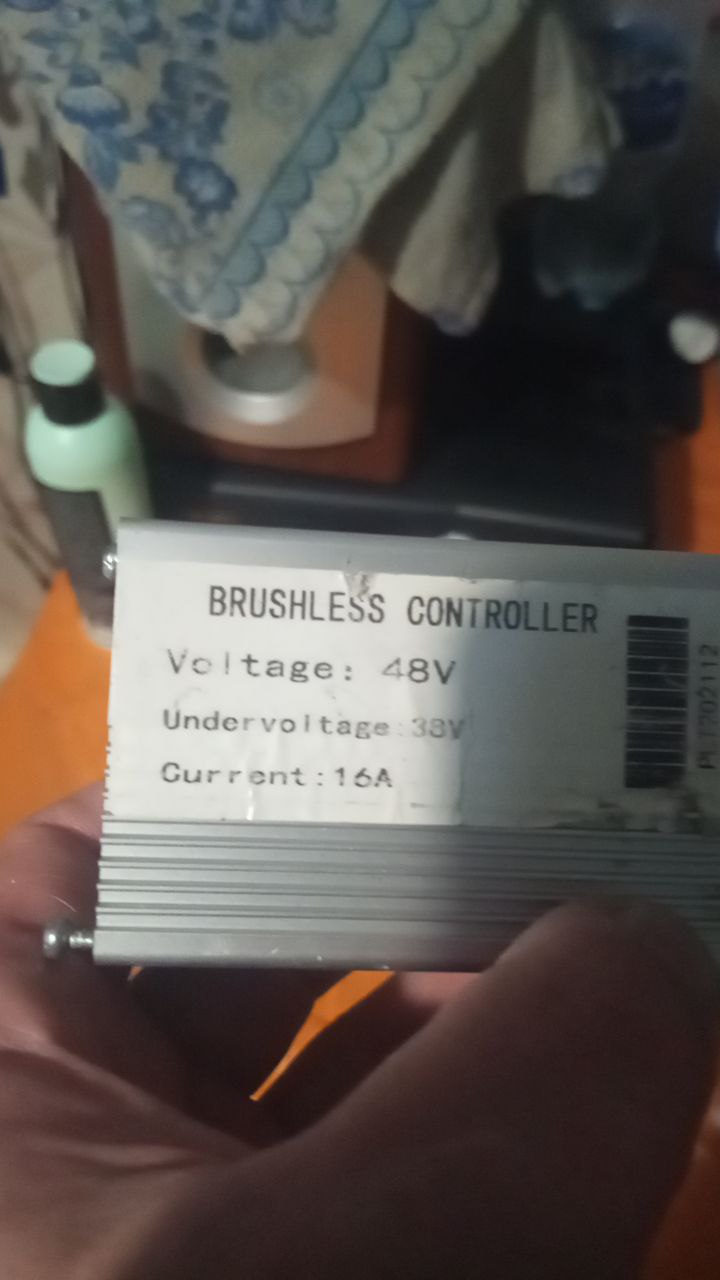 BRUSHLESS CONTROLLER
Voltage: 48V
Undervoltage:38V
Current:16A